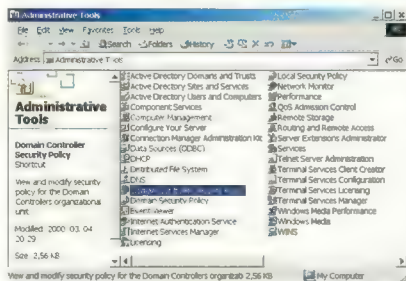 Administrative Tools
File Edit View Favorites Tools Help
Search Folders History
Address Administrative Tools Go
Administrative Tools
Domain Controller Security Policy
Shortcut
View and modify security policy for the Domain Controllers organizational unit
Modified: 2000-03-04
20:29
Size: 2,56 KB
Active Directory Domains and Trusts
Active Directory Sites and Services
Active Directory Users and Computers
Component Services
Computer Management
Configure Your Server
Connection Manager Administration Kit
Data Sources (ODBC)
DHCP
Distributed File System
DNS
Domain Security Policy
Event Viewer
Internet Authentication Service
Internet Services Manager
Licensing
Local Security Policy
Network Monitor
Performance
QoS Admission Control
Remote Storage
Routing and Remote Access
Server Extensions Administrator
Services
Telnet Server Administration
Terminal Services Client Creator
Terminal Services Configuration
Terminal Services Licensing
Terminal Services Manager
Windows Media Performance
Windows Media
WINS
View and modify security policy for the Domain Controllers organizati 2,56 KB My Computer